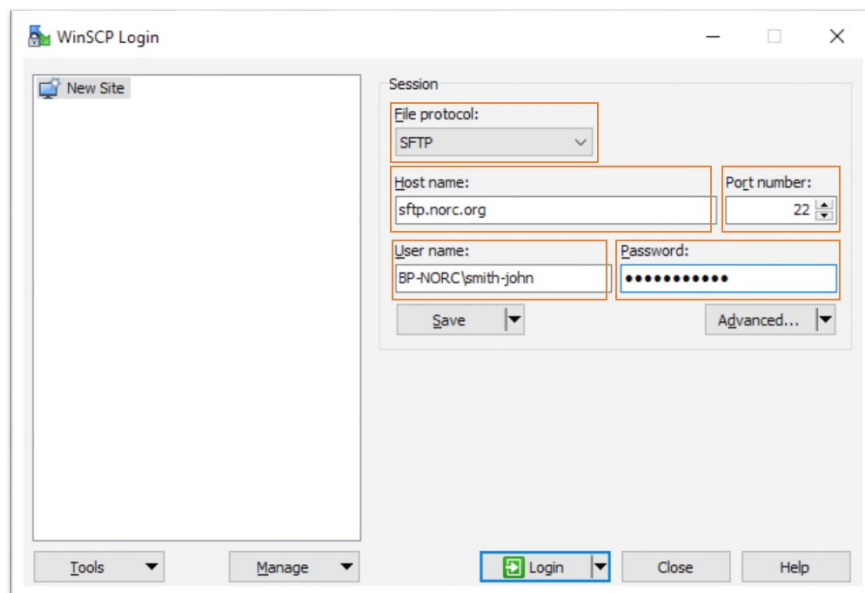 WinSCP Login
New Site
Session
File protocol:
SFTP
Host name:
Port number:
sftp.norc.org
22
User name:
Password:
BP-NORC\smith-john
●●●●●●●●●●●
Save
Advanced...
Tools
Manage
Login
Close
Help